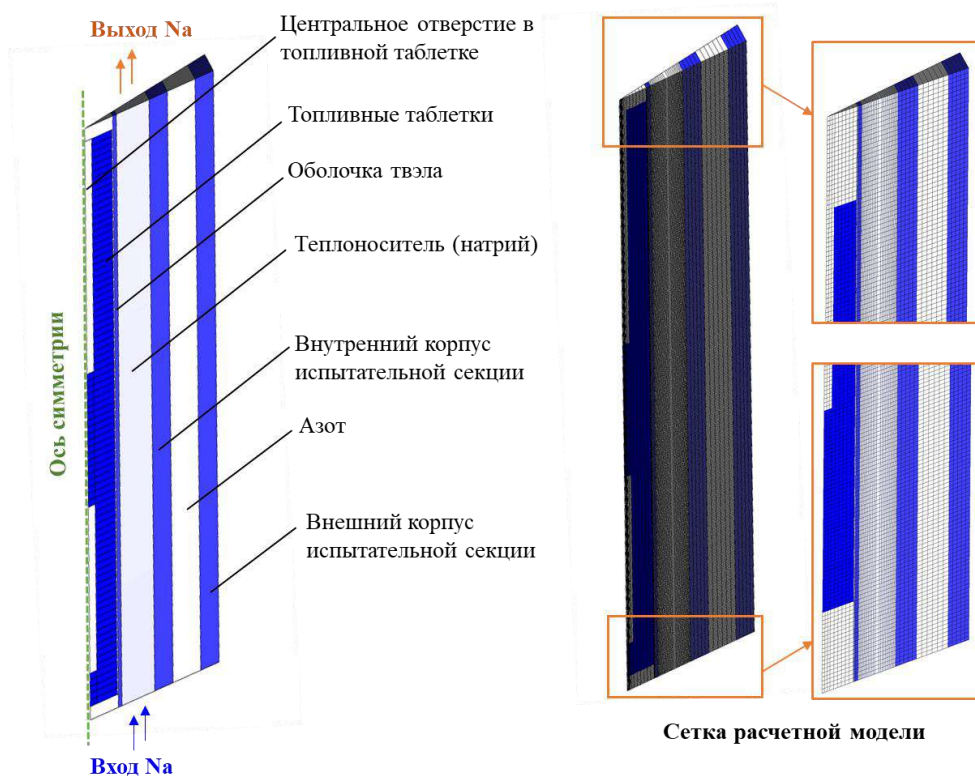 Выход Na
Центральное отверстие в
топливной таблетке
Топливные таблетки
Оболочка твэла
Теплоноситель (натрий)
Внутренний корпус
испытательной секции
Азот
Внешний корпус
испытательной секции
Ось симметрии
Вход Na
Сетка расчетной модели